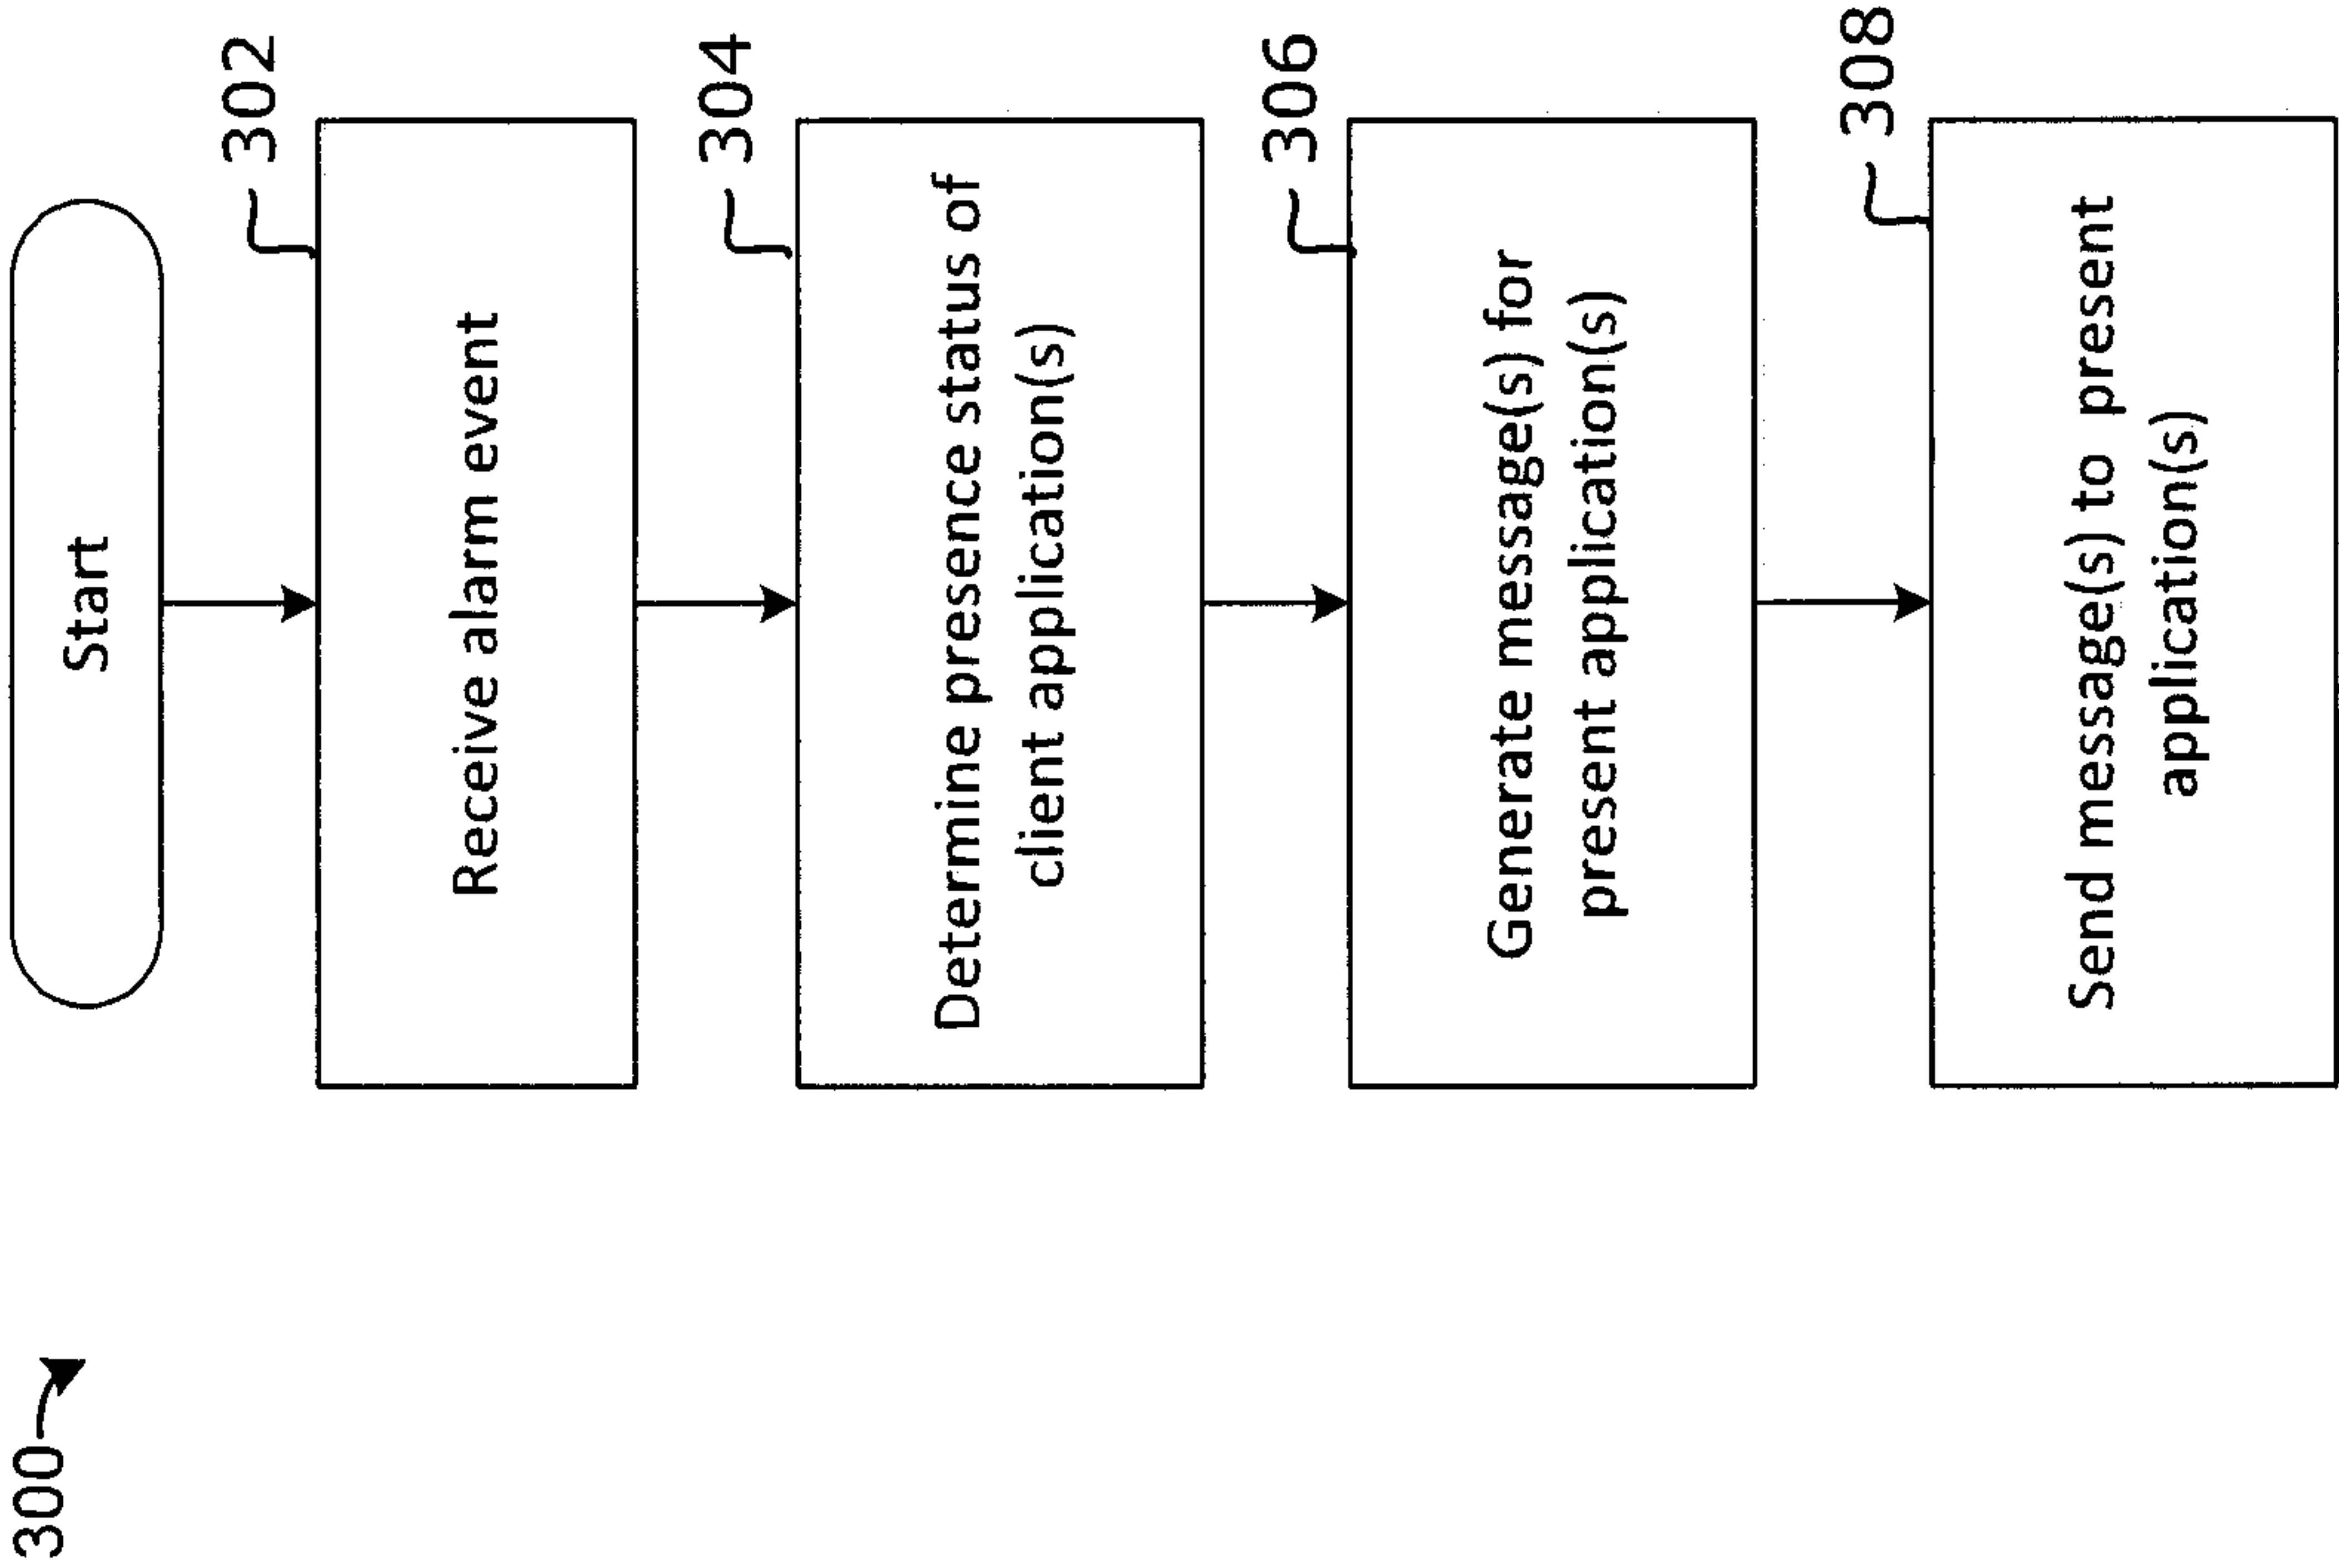 300
Start
302
Receive alarm event
304
Determine presence status of
client application(s)
306
Generate message(s) for
present application(s)
308
Send message(s) to present
application(s)